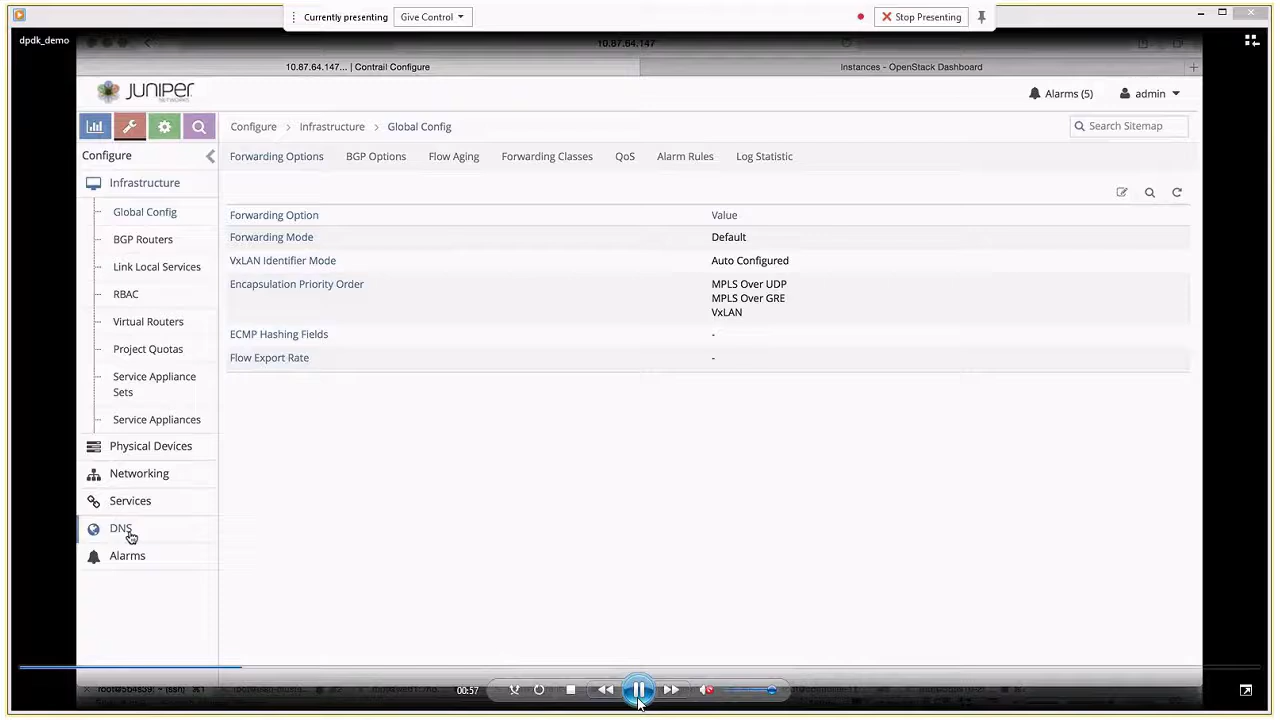 Currently presenting
Give Control
Stop Presenting
dpdk_demo
10.87.64.147
10.87.64.147... | Contrail Configure
Instances - OpenStack Dashboard
JUNIPER
NETWORKS
Alarms (5)
admin
Configure
Infrastructure
Global Config
Search Sitemap
Configure
Forwarding Options
BGP Options
Flow Aging
Forwarding Classes
QoS
Alarm Rules
Log Statistic
Infrastructure
Global Config
BGP Routers
Link Local Services
RBAC
Virtual Routers
Project Quotas
Service Appliance
Sets
Service Appliances
Physical Devices
Networking
Services
DNS
Alarms
Forwarding Option
Value
Forwarding Mode
Default
VxLAN Identifier Mode
Auto Configured
Encapsulation Priority Order
MPLS Over UDP
MPLS Over GRE
VxLAN
ECMP Hashing Fields
-
Flow Export Rate
-
00:57